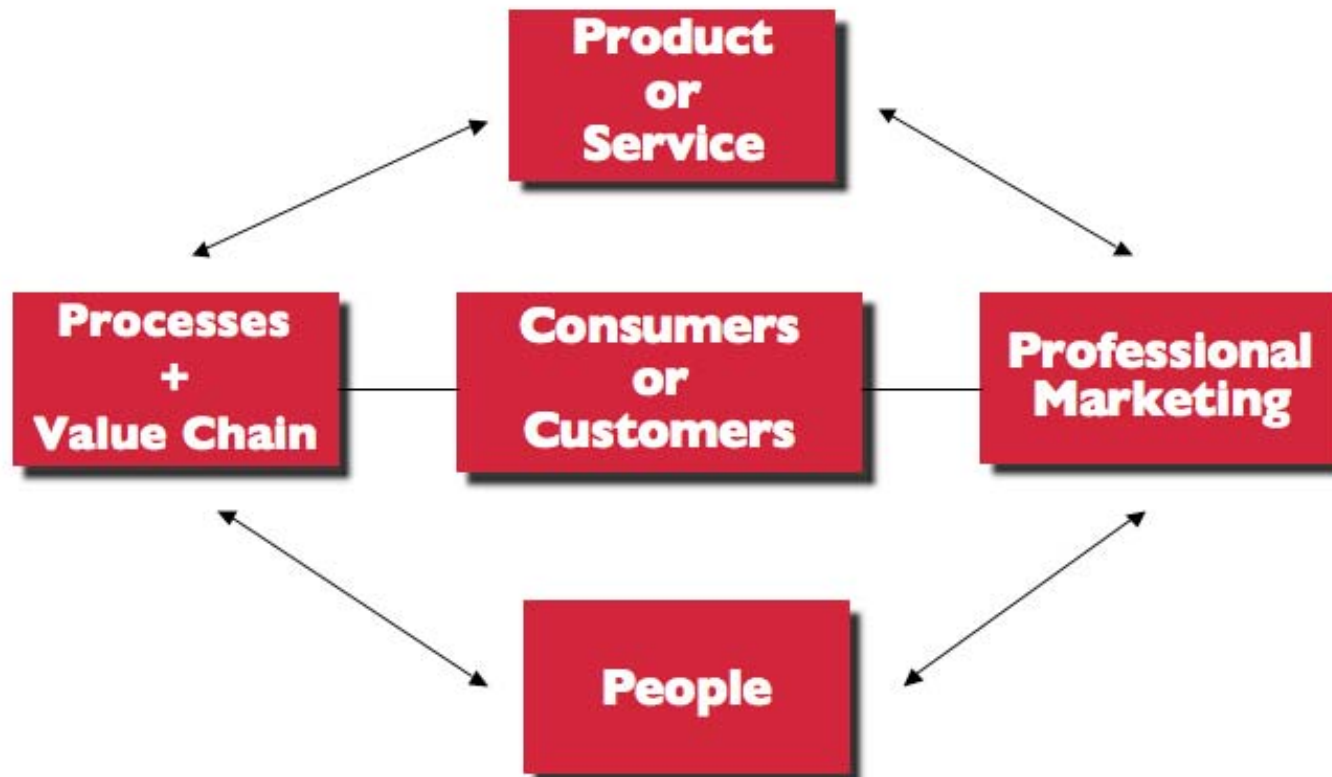 Product
or
Service
Processes
+
Value Chain
Consumers
or
Customers
Professional
Marketing
People